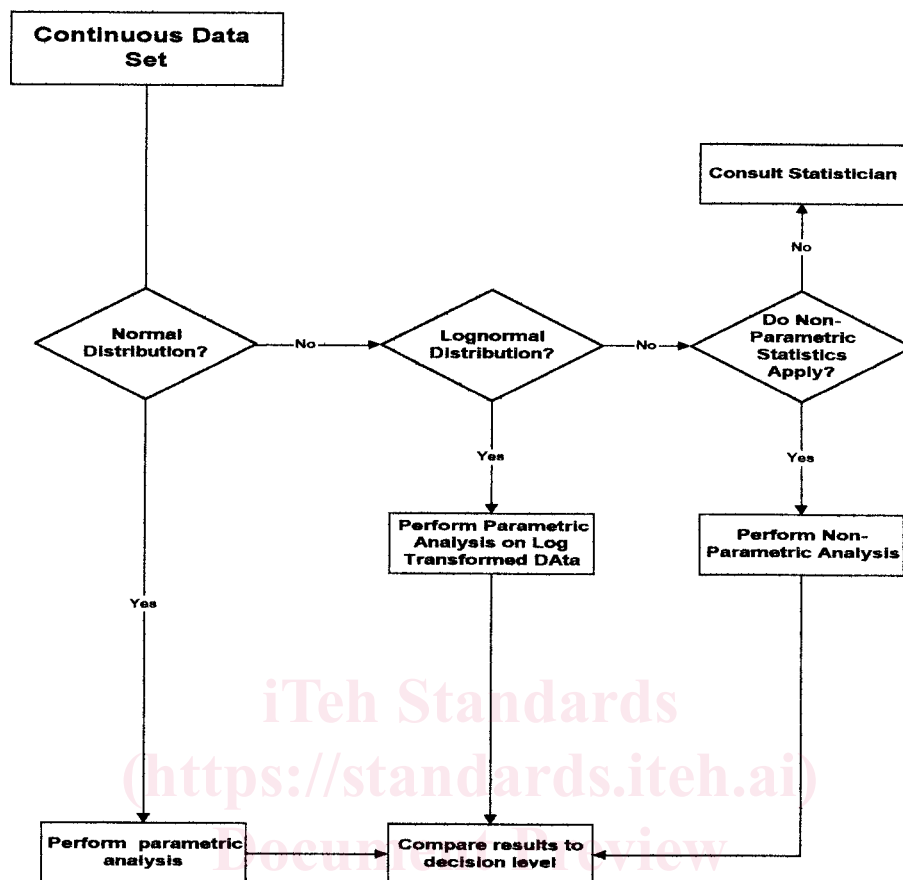 Continuous Data
Set
Consult Statistician
No
Normal
Distribution?
No
Lognormal
Distribution?
No
Do Non-
Parametric
Statistics
Apply?
Yes
Yes
Perform Parametric
Analysis on Log
Transformed DAta
Perform Non-
Parametric Analysis
Yes
iTeh Standards
(https://standards.iteh.ai)
Document Preview
Perform parametric
analysis
Compare results to
decision level